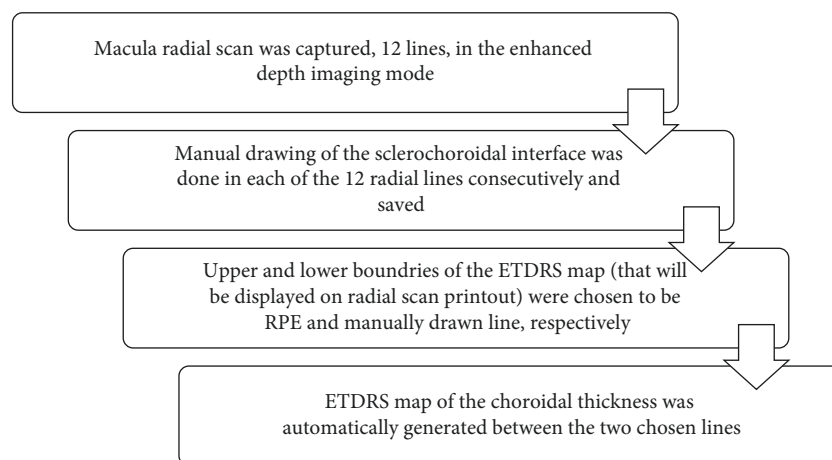 Macula radial scan was captured, 12 lines, in the enhanced
depth imaging mode
Manual drawing of the sclerochoroidal interface was
done in each of the 12 radial lines consecutively and
saved
Upper and lower boundries of the ETDRS map (that will
be displayed on radial scan printout) were chosen to be
RPE and manually drawn line, respectively
ETDRS map of the choroidal thickness was
automatically generated between the two chosen lines